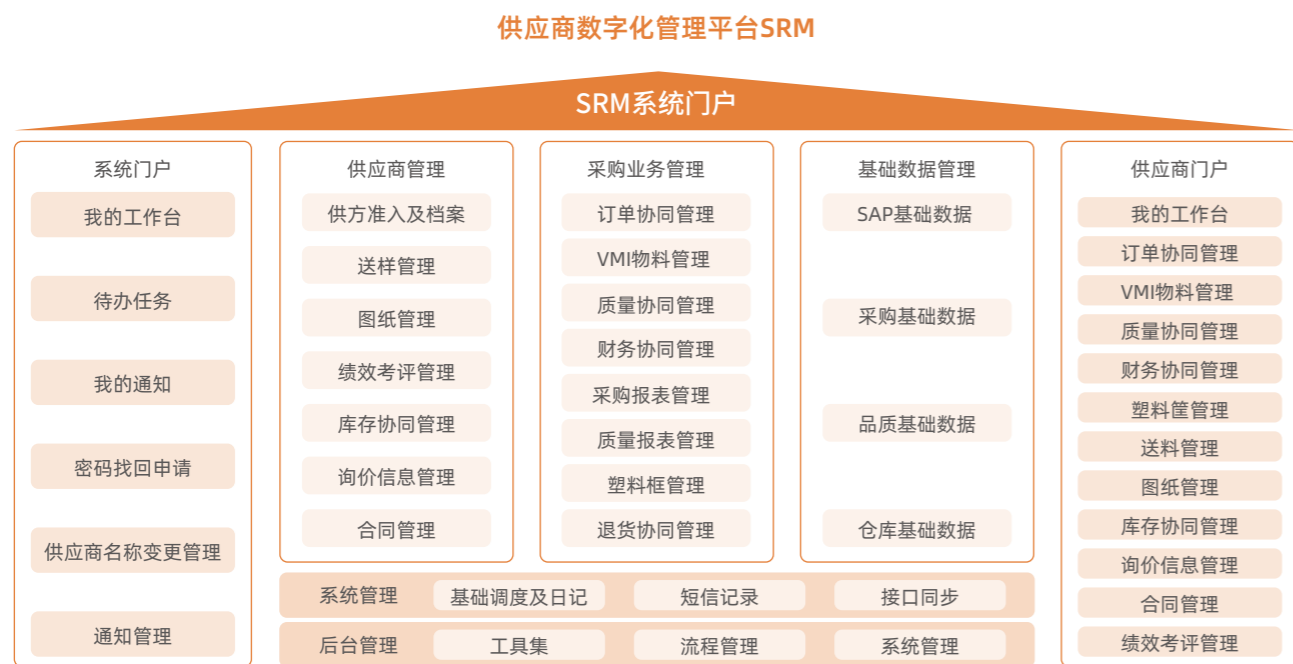 供应商数字化管理平台SRM
SRM系统门户
系统门户
我的工作台
待办任务
我的通知
密码找回申请
供应商名称变更管理
通知管理
供应商管理
供方准入及档案
送样管理
图纸管理
绩效考评管理
库存协同管理
询价信息管理
合同管理
采购业务管理
订单协同管理
VMI物料管理
质量协同管理
财务协同管理
采购报表管理
质量报表管理
塑料框管理
退货协同管理
基础数据管理
SAP基础数据
采购基础数据
品质基础数据
仓库基础数据
系统管理
基础调度及日记
短信记录
接口同步
后台管理
工具集
流程管理
系统管理
供应商门户
我的工作台
订单协同管理
VMI物料管理
质量协同管理
财务协同管理
塑料筐管理
送料管理
图纸管理
库存协同管理
询价信息管理
合同管理
绩效考评管理